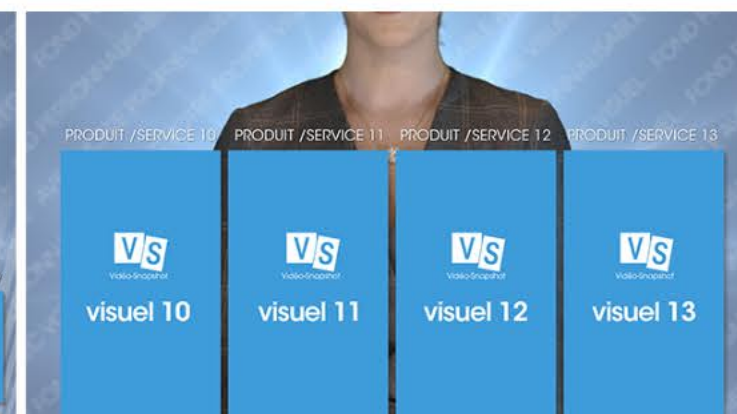 PRODUIT /SERVICE 10
PRODUIT /SERVICE 11
PRODUIT /SERVICE 12
PRODUIT /SERVICE 13
VS
Vidéo-Snapshot
visuel 10
VS
Vidéo-Snapshot
visuel 11
VS
Vidéo-Snapshot
visuel 12
VS
Vidéo-Snapshot
visuel 13